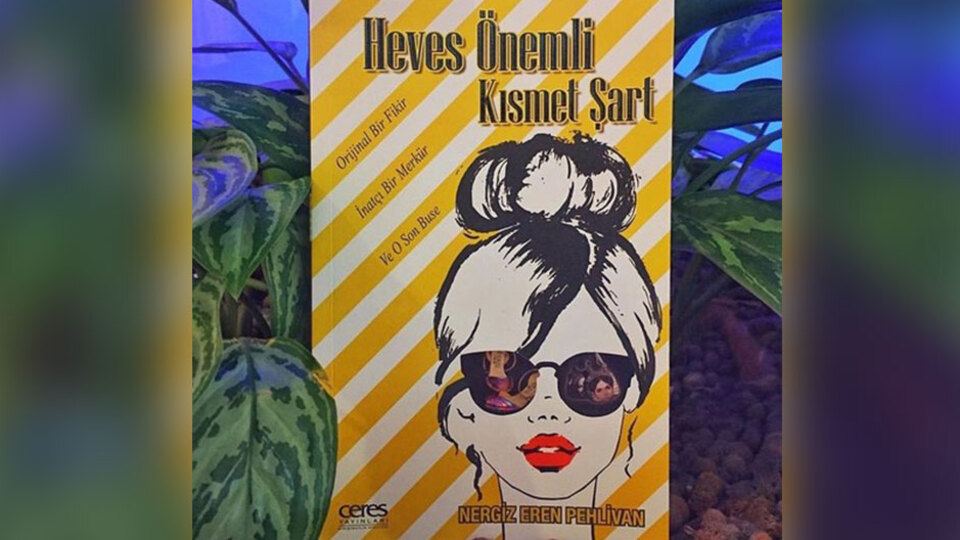 Heves Önemli
Kısmet Şart
Orijinal Bir Fikir
İnatçı Bir Merkür
Ve O Son Buse
ceres
YAYINLARI
NERGİZ EREN PEHLİVAN